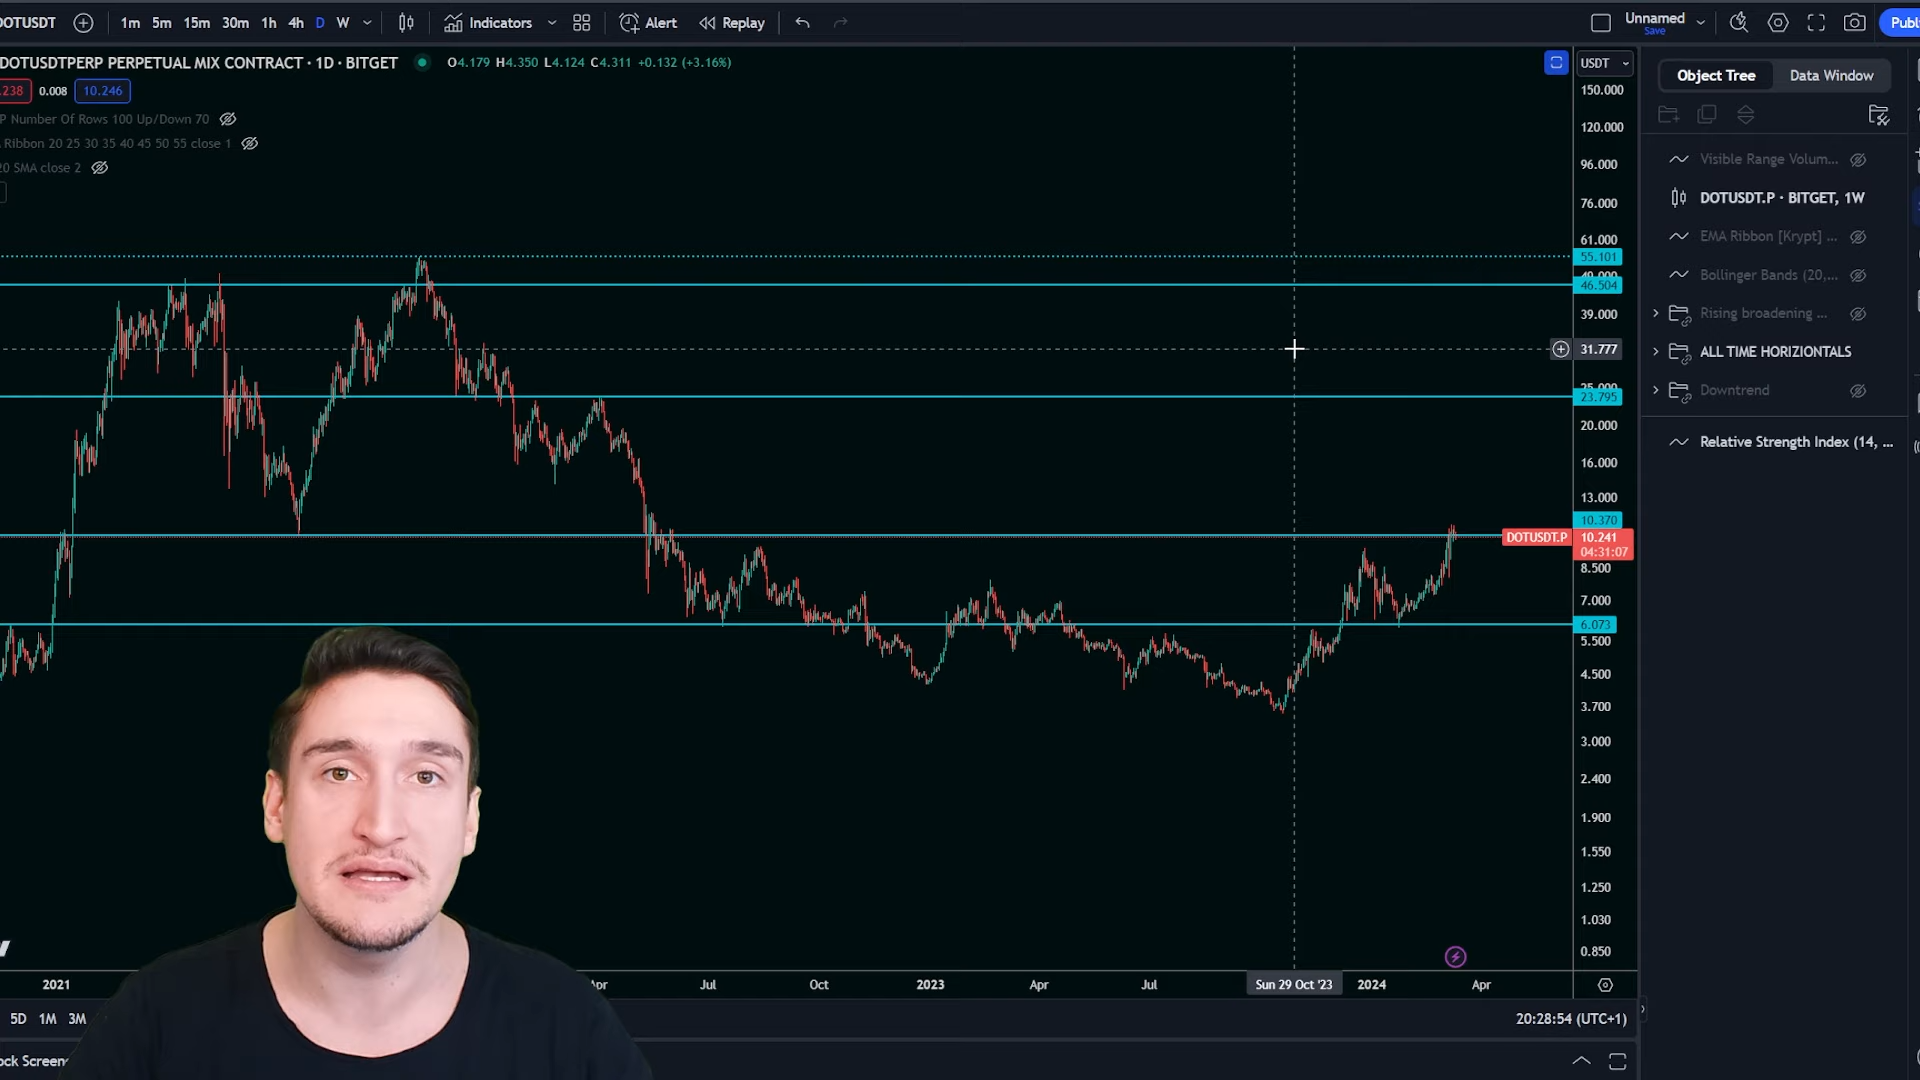 DOTUSDT 1m 5m 15m 30m 1h 4h D W Indicators Alert Replay Unnamed Save
DOTUSDTPERP PERPETUAL MIX CONTRACT · 1D · BITGET O4.179 H4.350 L4.124 C4.311 +0.132 (+3.16%)
.238 0.008 10.246
P Number Of Rows 100 Up/Down 70
Ribbon 20 25 30 35 40 45 50 55 close 1
20 SMA close 2
USDT
150.000
120.000
96.000
76.000
61.000
55.101
49.000
46.504
39.000
31.777
25.000
23.795
20.000
16.000
13.000
10.370
DOTUSDT.P 10.241
04:31:07
8.500
7.000
6.073
5.500
4.500
3.700
3.000
2.400
1.900
1.550
1.250
1.030
0.850
2021 Apr Jul Oct 2023 Apr Jul Sun 29 Oct '23 2024 Apr
5D 1M 3M 20:28:54 (UTC+1)
ock Screen
Object Tree Data Window
Visible Range Volum...
DOTUSDT.P · BITGET, 1W
EMA Ribbon [Krypt] ...
Bollinger Bands (20,...
Rising broadening ...
ALL TIME HORIZIONTALS
Downtrend
Relative Strength Index (14, ...